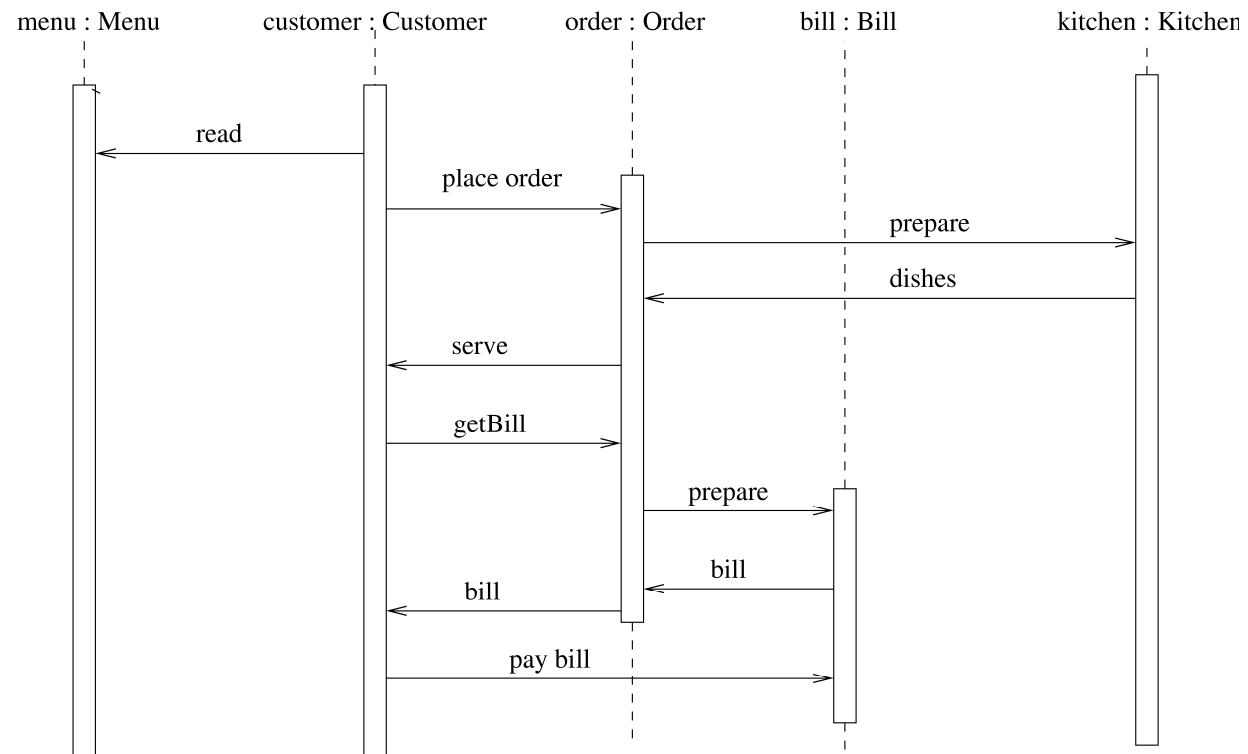 menu : Menu
customer : Customer
order : Order
bill : Bill
kitchen : Kitchen
read
place order
prepare
dishes
serve
getBill
prepare
bill
bill
pay bill